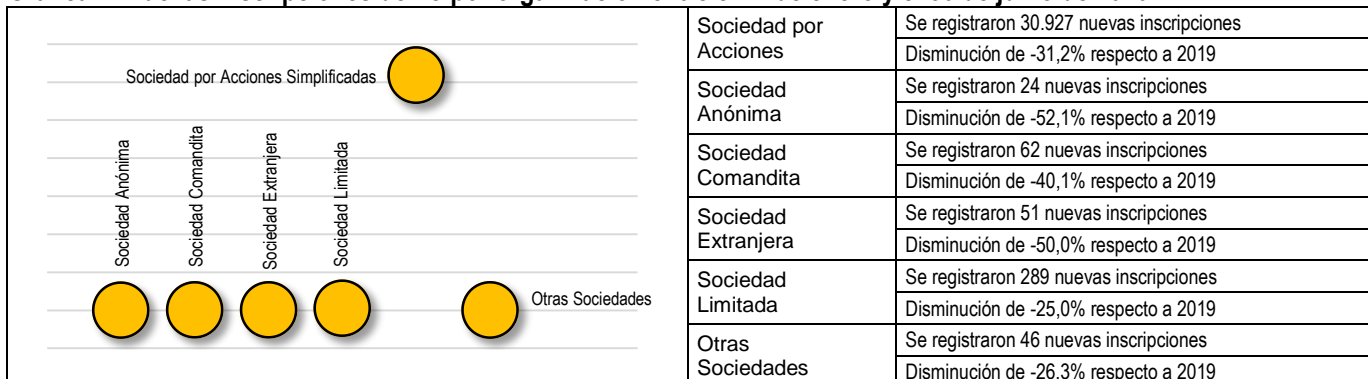 Sociedad por Acciones Simplificadas
Sociedad Anónima
Sociedad Comandita
Sociedad Extranjera
Sociedad Limitada
Otras Sociedades
Sociedad por
Acciones
Se registraron 30.927 nuevas inscripciones
Disminución de -31,2% respecto a 2019
Sociedad
Anónima
Se registraron 24 nuevas inscripciones
Disminución de -52,1% respecto a 2019
Sociedad
Comandita
Se registraron 62 nuevas inscripciones
Disminución de -40,1% respecto a 2019
Sociedad
Extranjera
Se registraron 51 nuevas inscripciones
Disminución de -50,0% respecto a 2019
Sociedad
Limitada
Se registraron 289 nuevas inscripciones
Disminución de -25,0% respecto a 2019
Otras
Sociedades
Se registraron 46 nuevas inscripciones
Disminución de -26,3% respecto a 2019